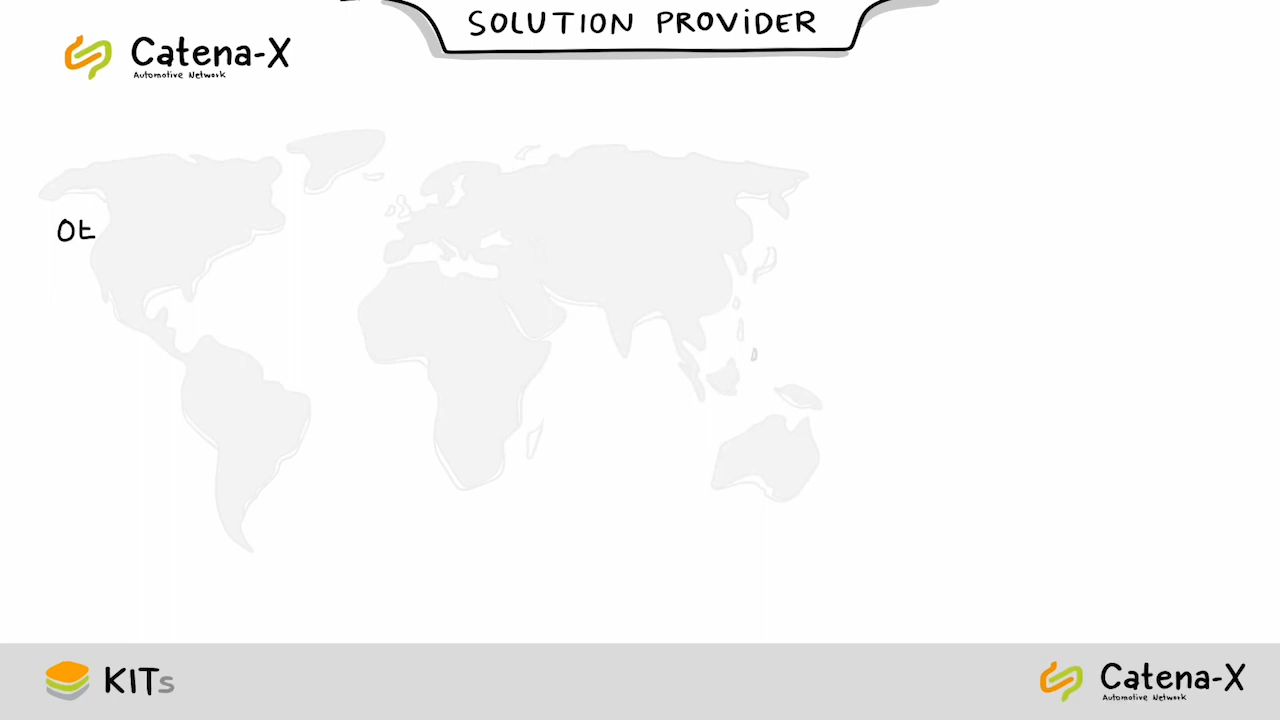 SOLUTION PROVIDER
Catena-X
Automotive Network
Ot
KITs
Catena-X
Automotive Network